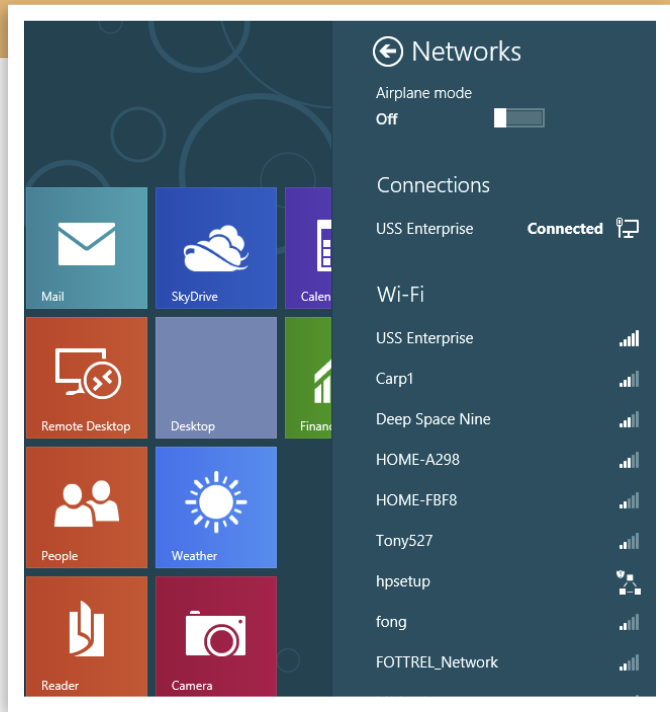 Networks
Airplane mode
Off
Connections
USS Enterprise Connected
Wi-Fi
USS Enterprise
Carp1
Deep Space Nine
HOME-A298
HOME-FBF8
Tony527
hpsetup
fong
FOTTREL_Network
Mail
SkyDrive
Calen
Remote Desktop
Desktop
Financ
People
Weather
Reader
Camera